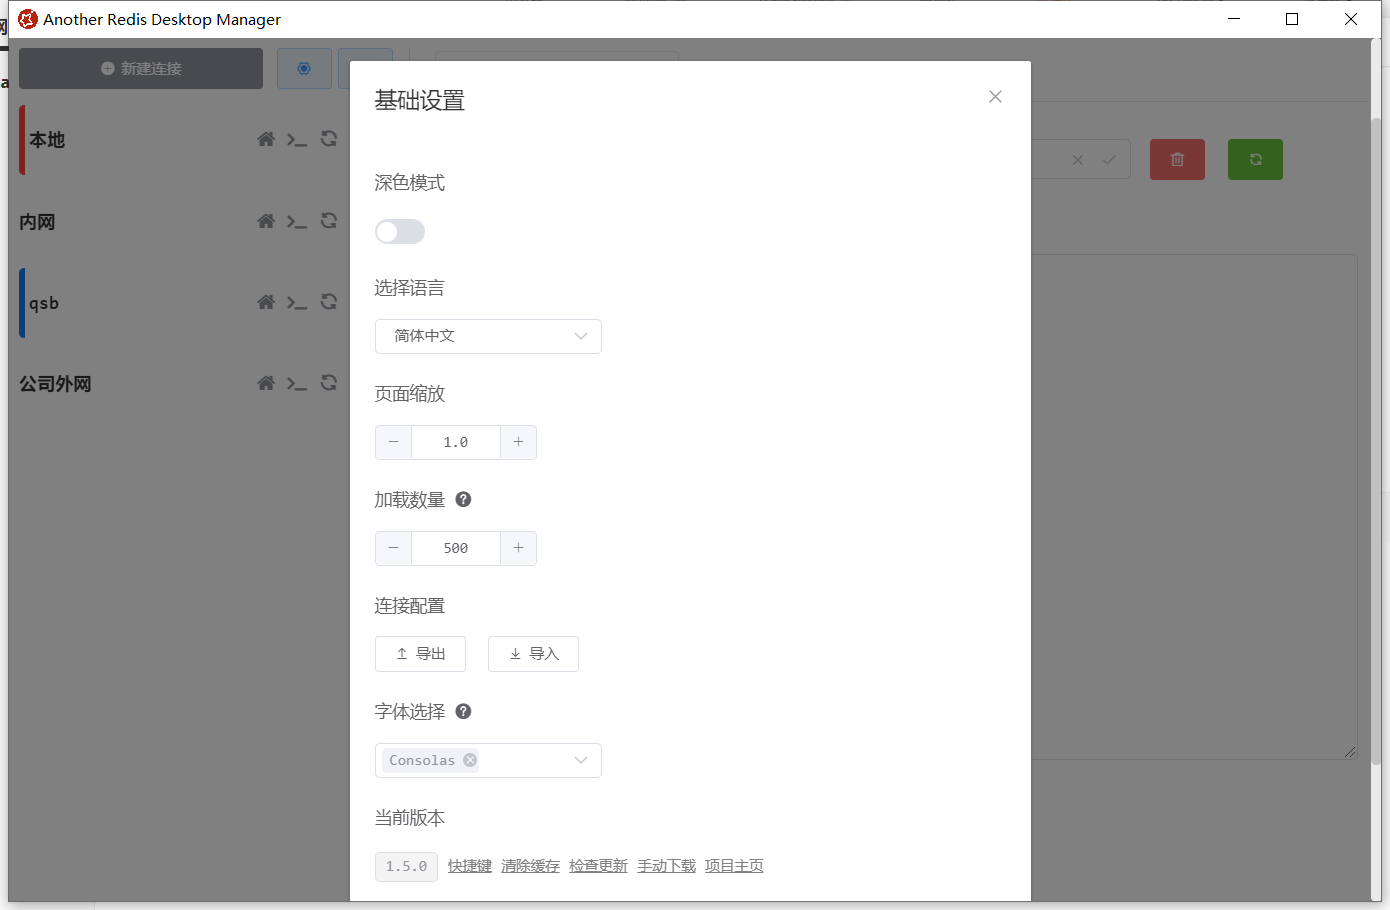 Another Redis Desktop Manager
新建连接
本地
内网
qsb
公司外网
基础设置
深色模式
选择语言
简体中文
页面缩放
1.0
加载数量
500
连接配置
导出 导入
字体选择
Consolas
当前版本
1.5.0 快捷键 清除缓存 检查更新 手动下载 项目主页